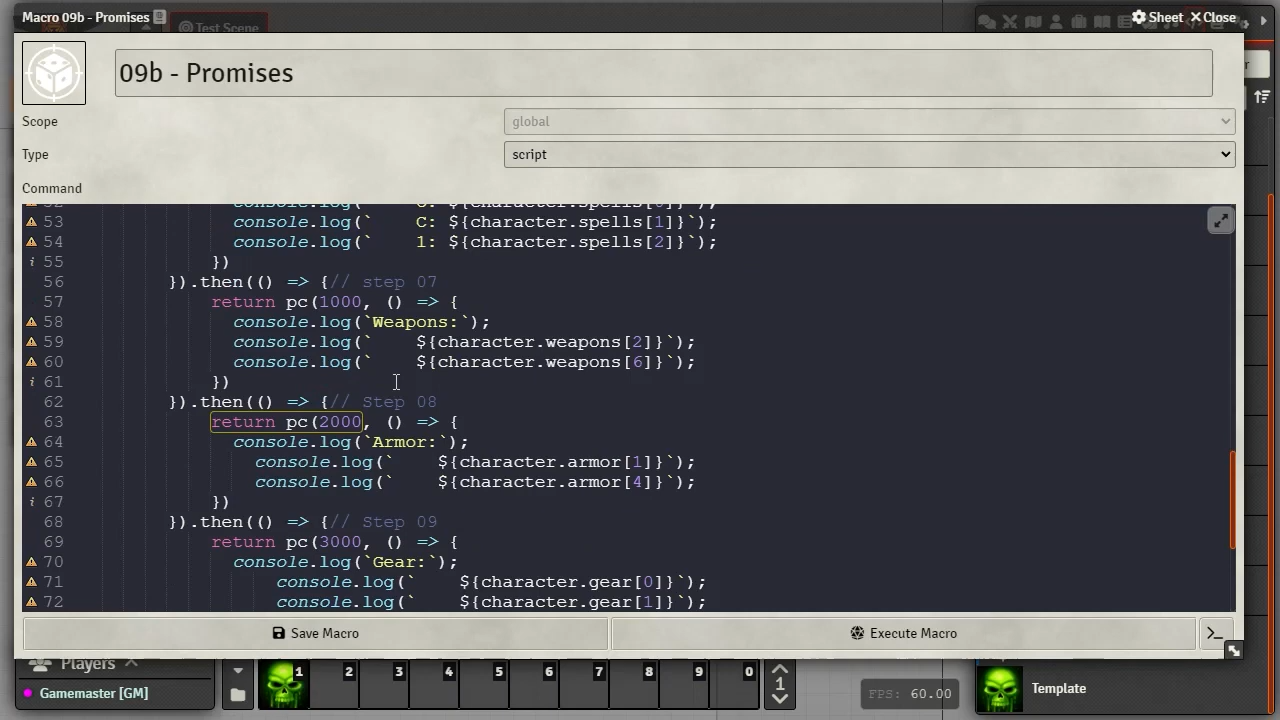 Macro 09b - Promises
Sheet
Close
Test Scene
09b - Promises
Scope
global
Type
script
Command
53 console.log(`    C: ${character.spells[1]}`);
54 console.log(`    1: ${character.spells[2]}`);
55 })
56 }).then(() => {// step 07
57 return pc(1000, () => {
58 console.log(`Weapons:`);
59 console.log(`    ${character.weapons[2]}`);
60 console.log(`    ${character.weapons[6]}`);
61 })
62 }).then(() => {// Step 08
63 return pc(2000, () => {
64 console.log(`Armor:`);
65 console.log(`    ${character.armor[1]}`);
66 console.log(`    ${character.armor[4]}`);
67 })
68 }).then(() => {// Step 09
69 return pc(3000, () => {
70 console.log(`Gear:`);
71 console.log(`    ${character.gear[0]}`);
72 console.log(`    ${character.gear[1]}`);
Save Macro
Execute Macro
Players
Gamemaster [GM]
1 2 3 4 5 6 7 8 9 0
1
FPS: 60.00
Template